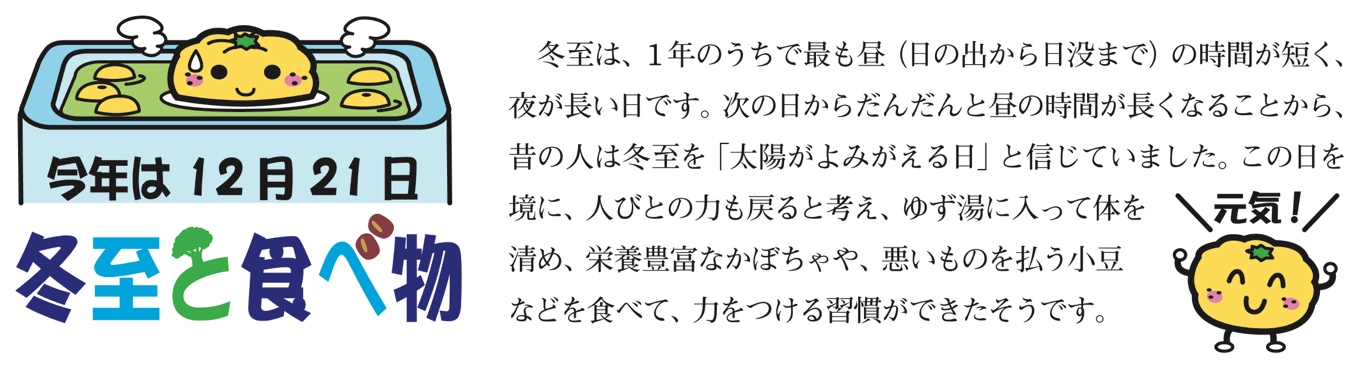 今年は12月21日
冬至と食べ物
冬至は、1年のうちで最も昼(日の出から日没まで)の時間が短く、
夜が長い日です。次の日からだんだんと昼の時間が長くなることから、
昔の人は冬至を「太陽がよみがえる日」と信じていました。この日を
境に、人びとの力も戻ると考え、ゆず湯に入って体を
清め、栄養豊富なかぼちゃや、悪いものを払う小豆
などを食べて、力をつける習慣ができたそうです。
元気!